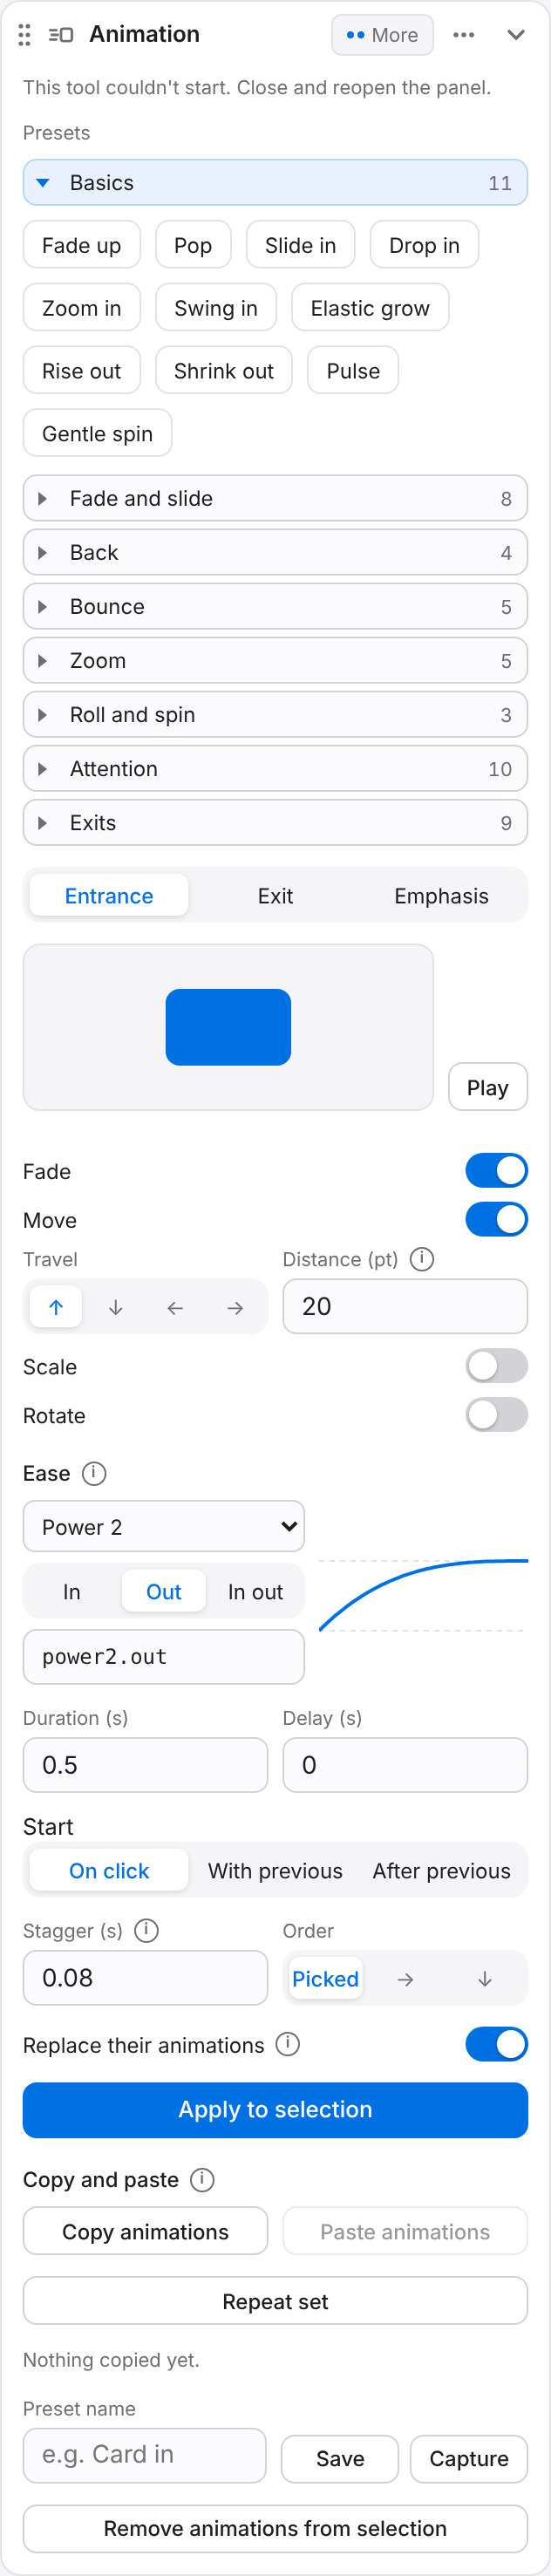 Animation
More
This tool couldn't start. Close and reopen the panel.
Presets
Basics 11
Fade up Pop Slide in Drop in
Zoom in Swing in Elastic grow
Rise out Shrink out Pulse
Gentle spin
Fade and slide 8
Back 4
Bounce 5
Zoom 5
Roll and spin 3
Attention 10
Exits 9
Entrance Exit Emphasis
Play
Fade
Move
Travel Distance (pt)
↑ ↓ ← → 20
Scale
Rotate
Ease
Power 2
In Out In out
power2.out
Duration (s) Delay (s)
0.5 0
Start
On click With previous After previous
Stagger (s) Order
0.08 Picked → ↓
Replace their animations
Apply to selection
Copy and paste
Copy animations Paste animations
Repeat set
Nothing copied yet.
Preset name
e.g. Card in Save Capture
Remove animations from selection